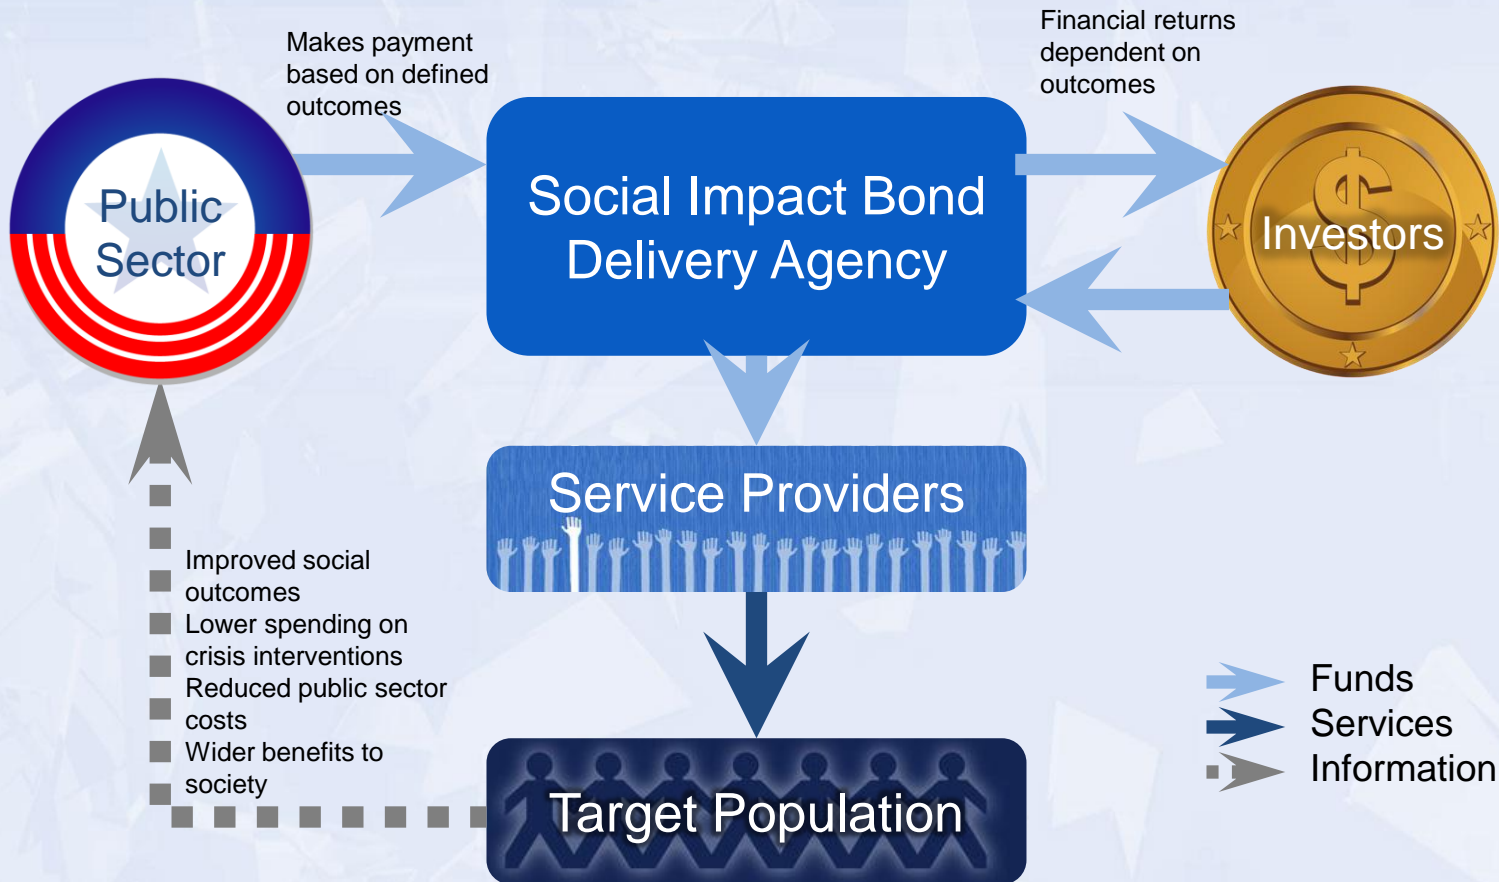 Makes payment
based on defined
outcomes
Financial returns
dependent on
outcomes
Public
Sector
Social Impact Bond
Delivery Agency
Investors
Service Providers
Improved social
outcomes
Lower spending on
crisis interventions
Reduced public sector
costs
Wider benefits to
society
Target Population
Funds
Services
Information